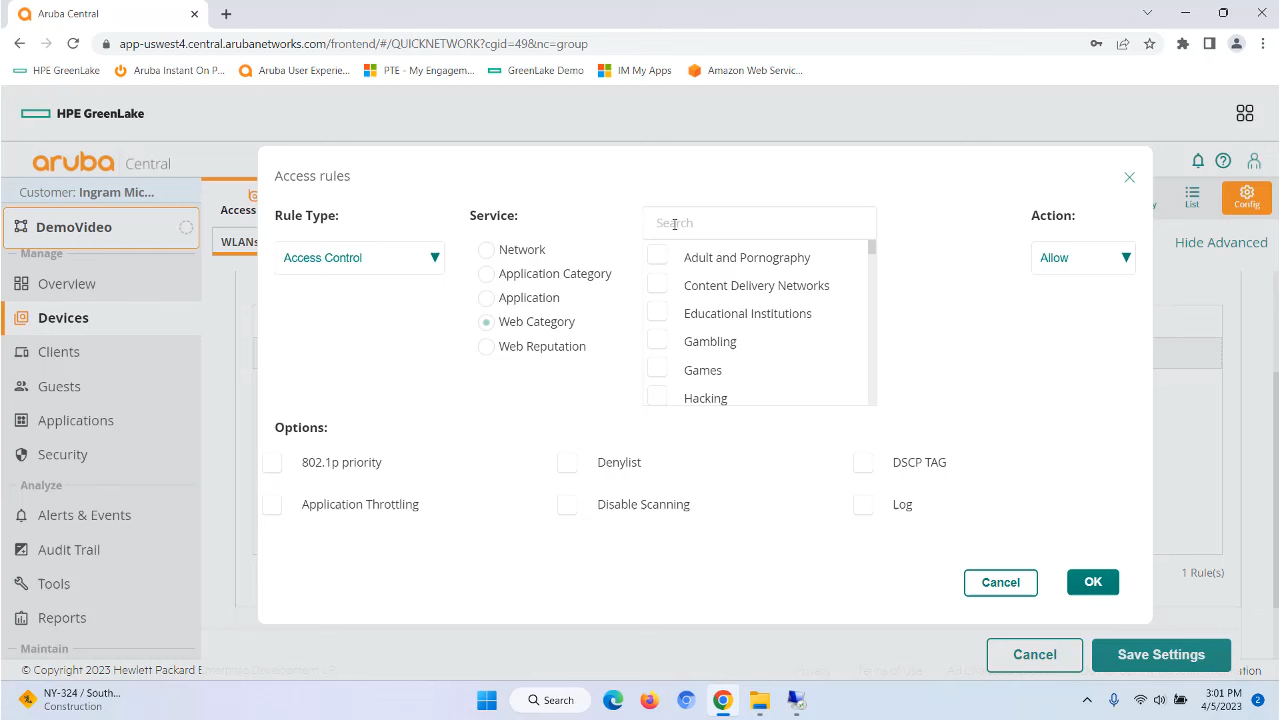 Aruba Central
app-uswest4.central.arubanetworks.com/frontend/#/QUICKNETWORK?cgid=49&nc=group
HPE GreenLake
Aruba Instant On P...
Aruba User Experie...
PTE - My Engagem...
GreenLake Demo
IM My Apps
Amazon Web Servic...
HPE GreenLake
aruba Central
Customer: Ingram Mic...
DemoVideo
Manage
Overview
Devices
Clients
Guests
Applications
Security
Analyze
Alerts & Events
Audit Trail
Tools
Reports
Maintain
Access
WLANs
List
Config
Hide Advanced
Access rules
Rule Type:
Access Control
Service:
Network
Application Category
Application
Web Category
Web Reputation
Search
Adult and Pornography
Content Delivery Networks
Educational Institutions
Gambling
Games
Hacking
Action:
Allow
Options:
802.1p priority
Denylist
DSCP TAG
Application Throttling
Disable Scanning
Log
Cancel
OK
1 Rule(s)
Cancel
Save Settings
© Copyright 2023 Hewlett Packard
NY-324 / South...
Construction
Search
3:01 PM
4/5/2023
2